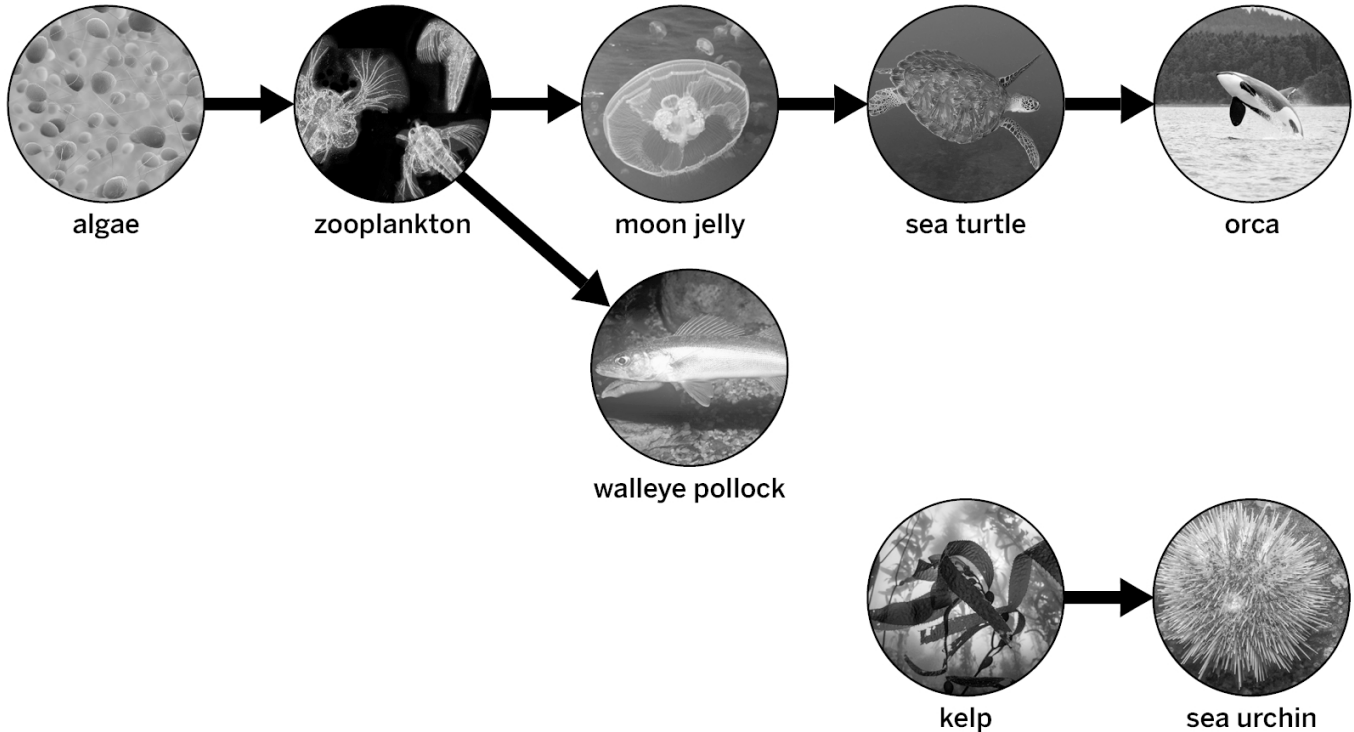 algae
zooplankton
moon jelly
sea turtle
orca
walleye pollock
kelp
sea urchin